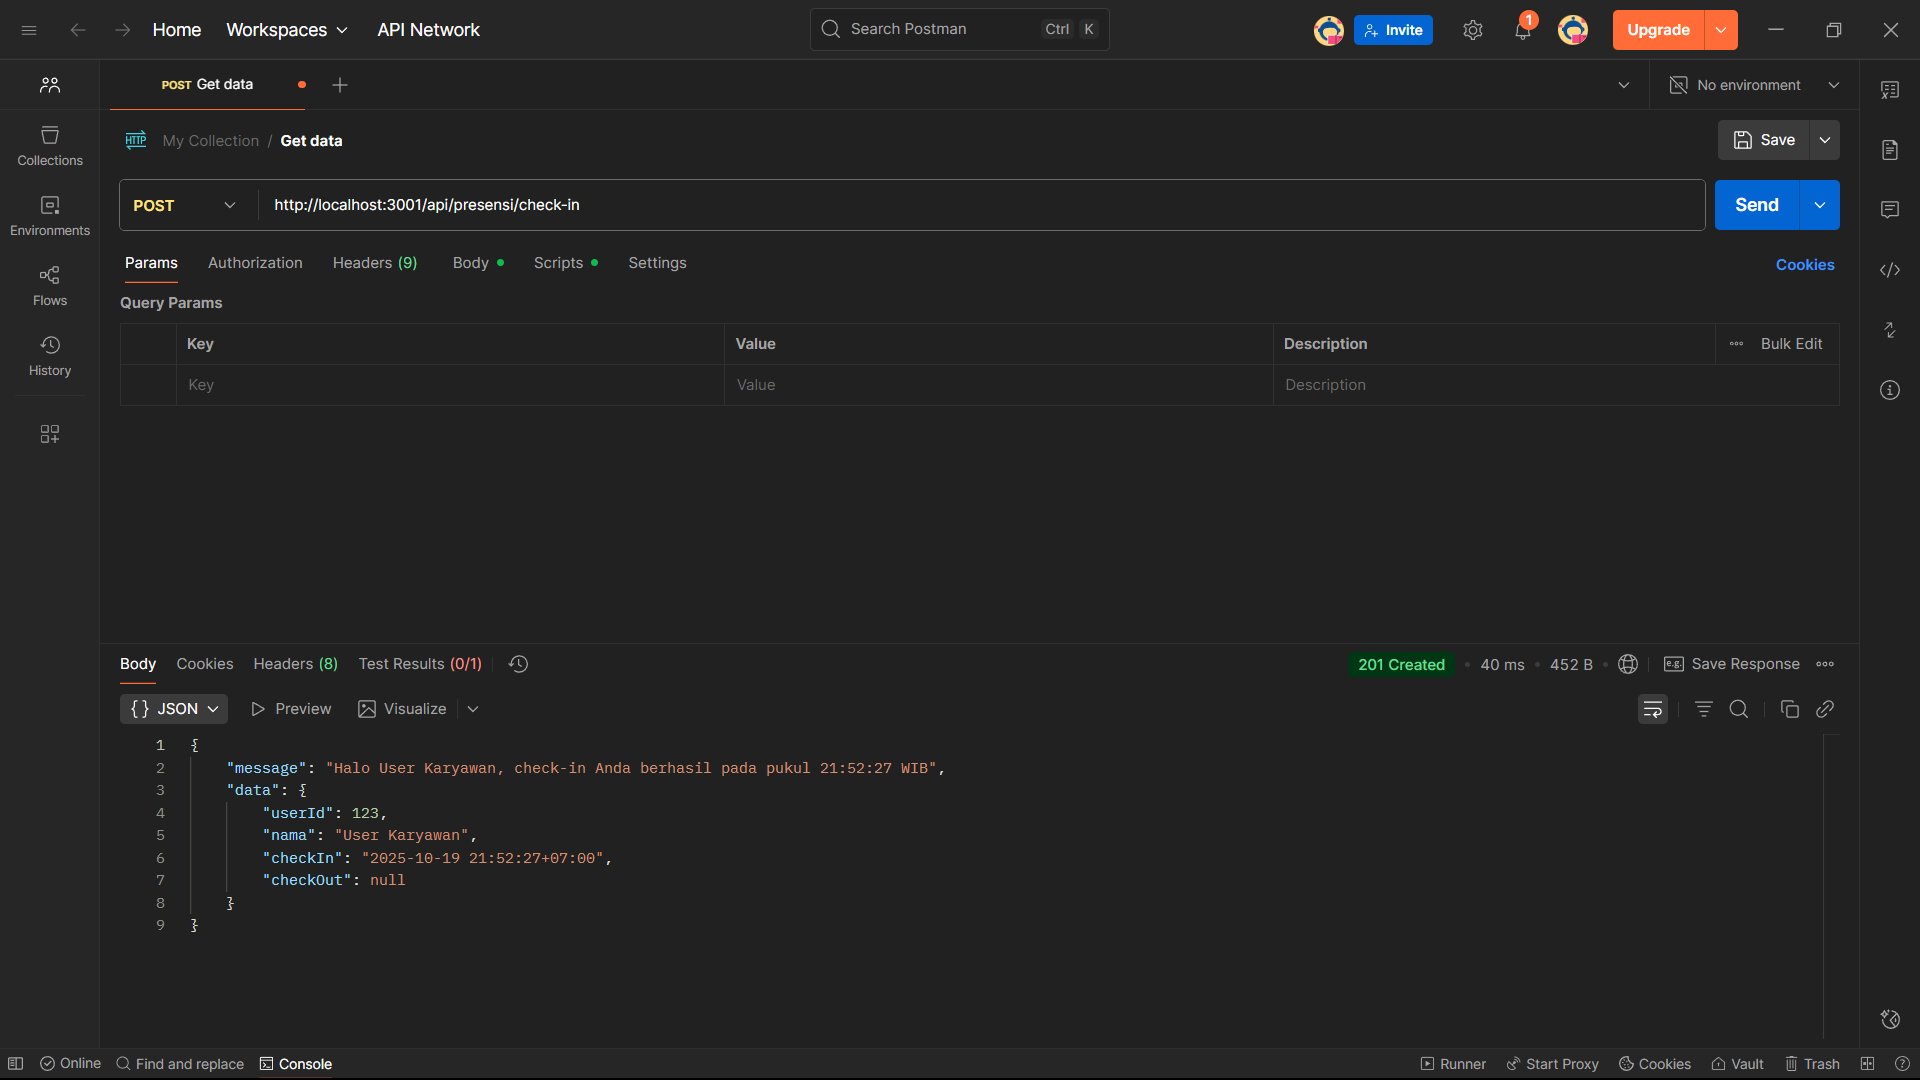 Home Workspaces API Network Search Postman Ctrl K Invite 1 Upgrade
POST Get data No environment
HTTP My Collection / Get data Save
Collections
POST http://localhost:3001/api/presensi/check-in Send
Environments
Params Authorization Headers (9) Body Scripts Settings Cookies
Flows
Query Params
Key Value Description Bulk Edit
History
Key Value Description
Body Cookies Headers (8) Test Results (0/1) 201 Created 40 ms 452 B e.g. Save Response
{} JSON Preview Visualize
1 {
2 "message": "Halo User Karyawan, check-in Anda berhasil pada pukul 21:52:27 WIB",
3 "data": {
4 "userId": 123,
5 "nama": "User Karyawan",
6 "checkIn": "2025-10-19 21:52:27+07:00",
7 "checkOut": null
8 }
9 }
Online Find and replace Console Runner Start Proxy Cookies Vault Trash